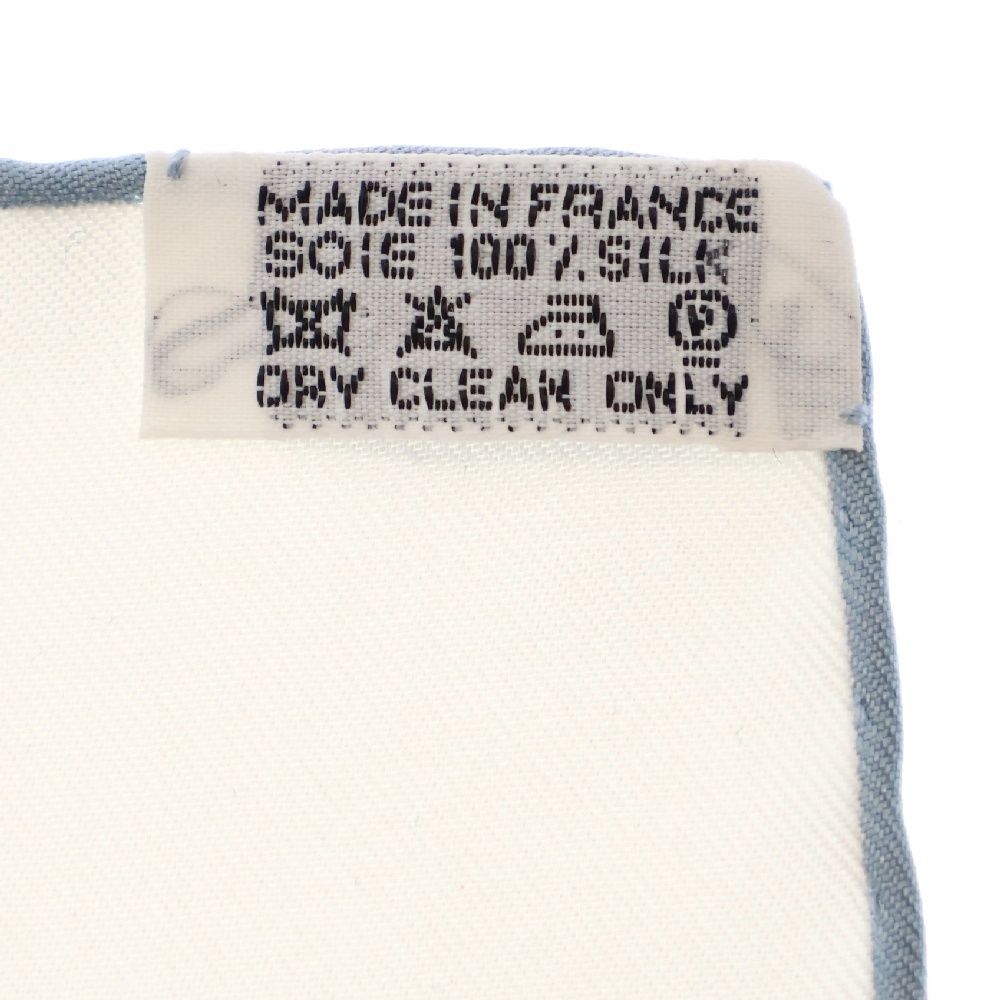 MADE IN FRANCE
SOIE 100% SILK
DRY CLEAN ONLY